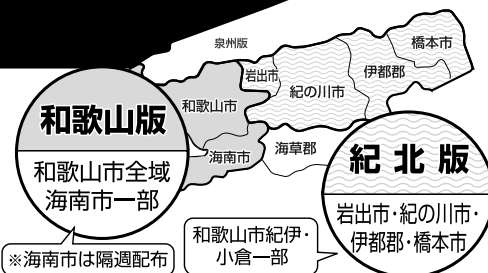 泉州版
橋本市
伊都郡
岩出市
紀の川市
和歌山市
海南市
海草郡
和歌山版
和歌山市全域
海南市一部
※海南市は隔週配布
紀北版
岩出市・紀の川市・
伊都郡・橋本市
和歌山市紀伊・
小倉一部